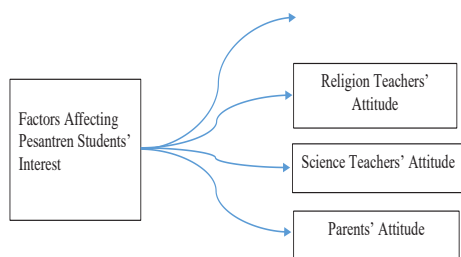 Factors Affecting
Pesantren Students'
Interest
Religion Teachers'
Attitude
Science Teachers' Attitude
Parents' Attitude